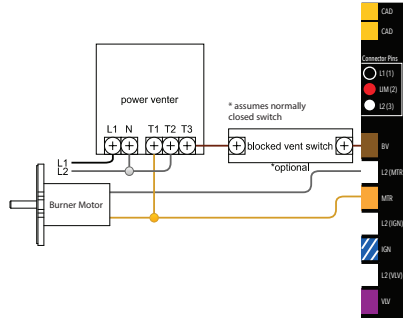 CAD
CAD
Connector Pins
L1 (1)
LIM (2)
L2 (3)
power venter
* assumes normally
closed switch
L1 N T1 T2 T3
blocked vent switch
*optional
BV
L1
L2
L2 (MTR)
Burner Motor
MTR
L2 (IGN)
IGN
L2 (VLV)
VLV